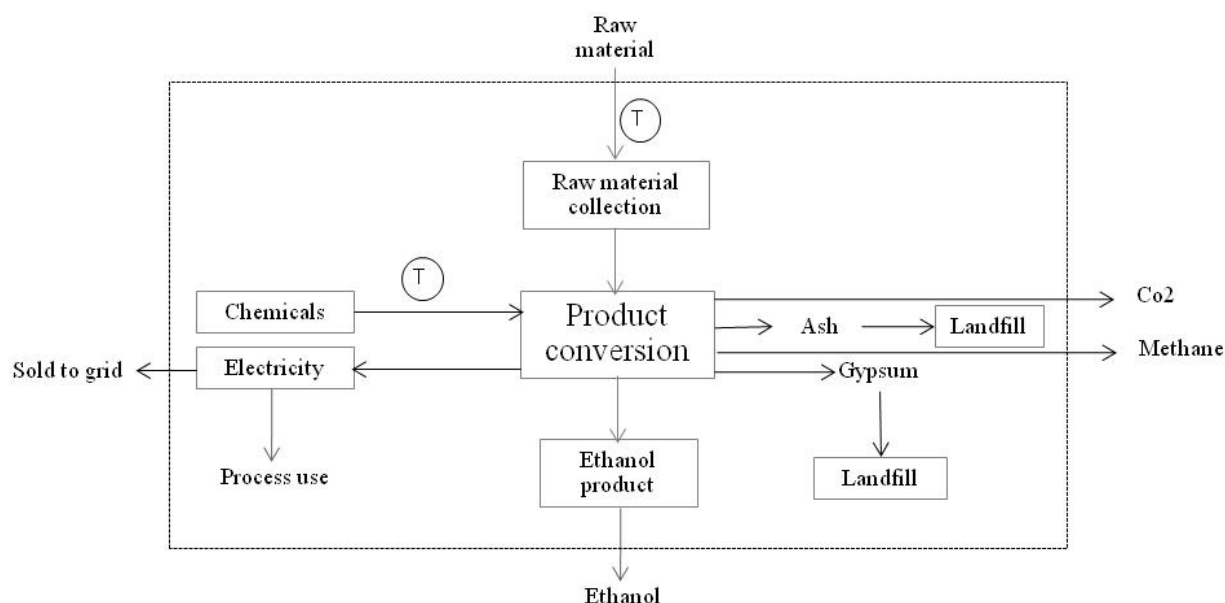 Raw
material
T
Raw material
collection
T
Chemicals
Product
conversion
Co2
Ash
Landfill
Methane
Sold to grid
Electricity
Gypsum
Process use
Ethanol
product
Landfill
Ethanol